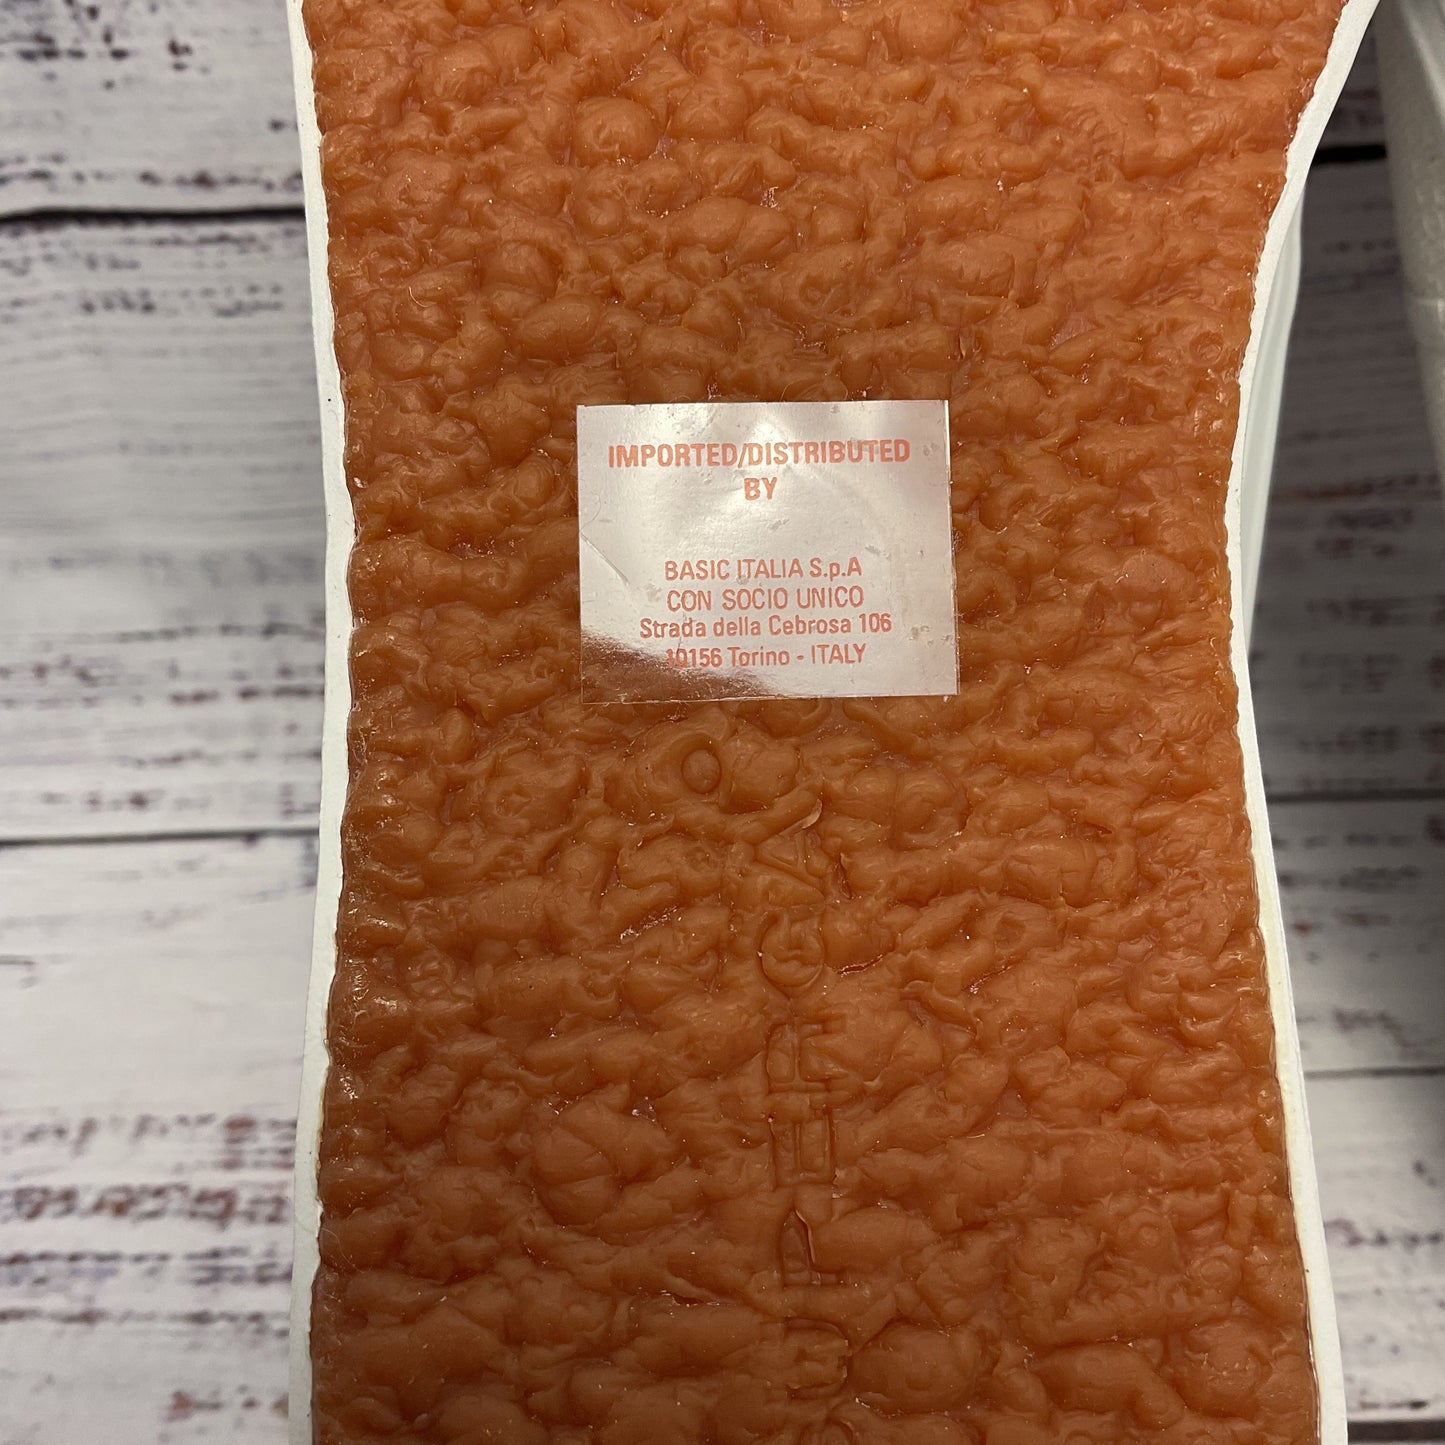 IMPORTED/DISTRIBUTED
BY
BASIC ITALIA S.p.A
CON SOCIO UNICO
Strada della Cebrosa 106
10156 Torino - ITALY